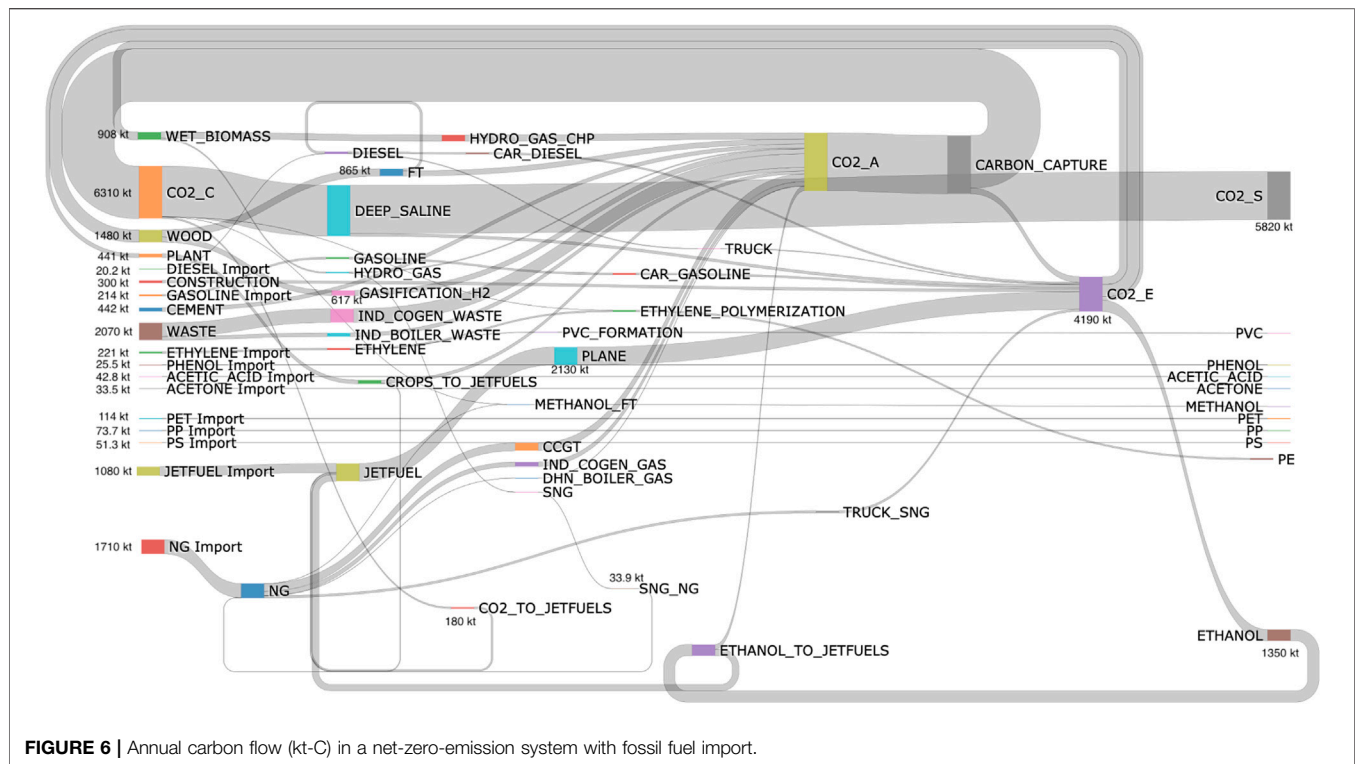 908 kt WET_BIOMASS
HYDRO_GAS_CHP
DIESEL
CAR_DIESEL
CO2_A
CARBON_CAPTURE
865 kt FT
6310 kt CO2_C
DEEP_SALINE
CO2_S
5820 kt
1480 kt WOOD
TRUCK
441 kt PLANT
GASOLINE
20.2 kt DIESEL Import
HYDRO_GAS
CAR_GASOLINE
300 kt CONSTRUCTION
214 kt GASOLINE Import
GASIFICATION_H2
617 kt
CO2_E
4190 kt
442 kt CEMENT
IND_COGEN_WASTE
ETHYLENE_POLYMERIZATION
2070 kt WASTE
IND_BOILER_WASTE
PVC_FORMATION
PVC
221 kt ETHYLENE Import
ETHYLENE
PLANE
2130 kt
25.5 kt PHENOL Import
PHENOL
42.8 kt ACETIC_ACID Import
CROPS_TO_JETFUELS
ACETIC_ACID
33.5 kt ACETONE Import
ACETONE
METHANOL_FT
METHANOL
114 kt PET Import
PET
73.7 kt PP Import
PP
51.3 kt PS Import
PS
CCGT
PE
1080 kt JETFUEL Import
JETFUEL
IND_COGEN_GAS
DHN_BOILER_GAS
SNG
TRUCK_SNG
1710 kt NG Import
NG
33.9 kt
SNG_NG
CO2_TO_JETFUELS
180 kt
ETHANOL
1350 kt
ETHANOL_TO_JETFUELS
FIGURE 6 | Annual carbon flow (kt-C) in a net-zero-emission system with fossil fuel import.